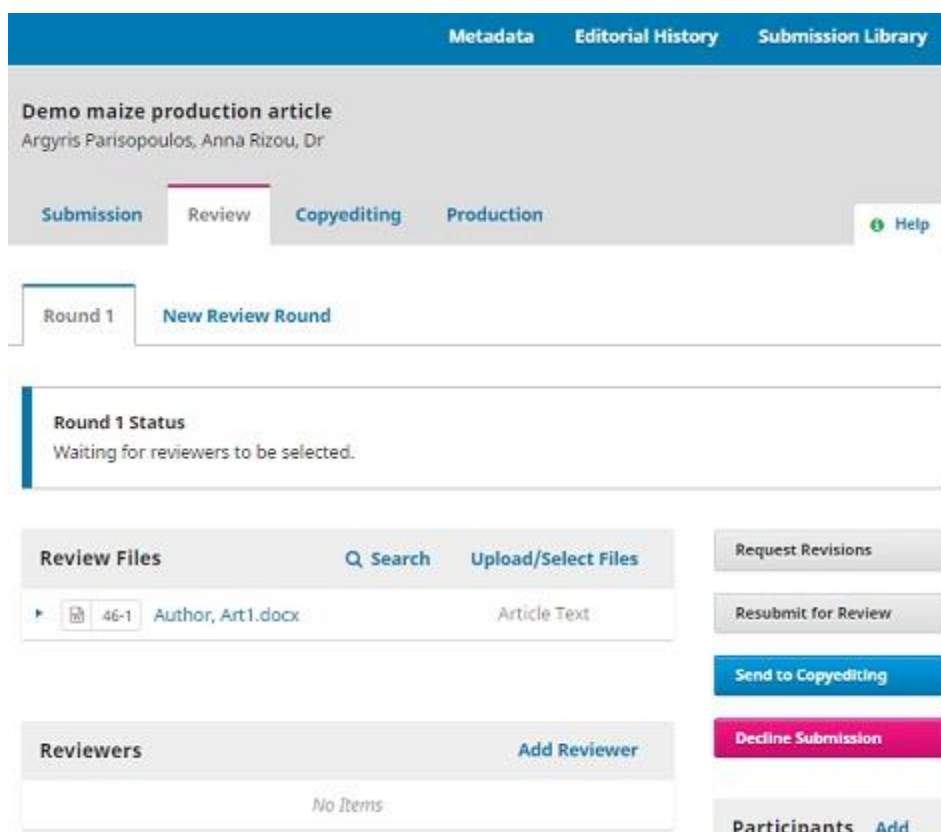 Metadata Editorial History Submission Library
Demo maize production article
Argyris Parisopoulos, Anna Rizou, Dr
Submission Review Copyediting Production
Help
Round 1 New Review Round
Round 1 Status
Waiting for reviewers to be selected.
Review Files Search Upload/Select Files
46-1 Author, Art1.docx Article Text
Request Revisions
Resubmit for Review
Send to Copyediting
Decline Submission
Reviewers Add Reviewer
No Items
Participants Add